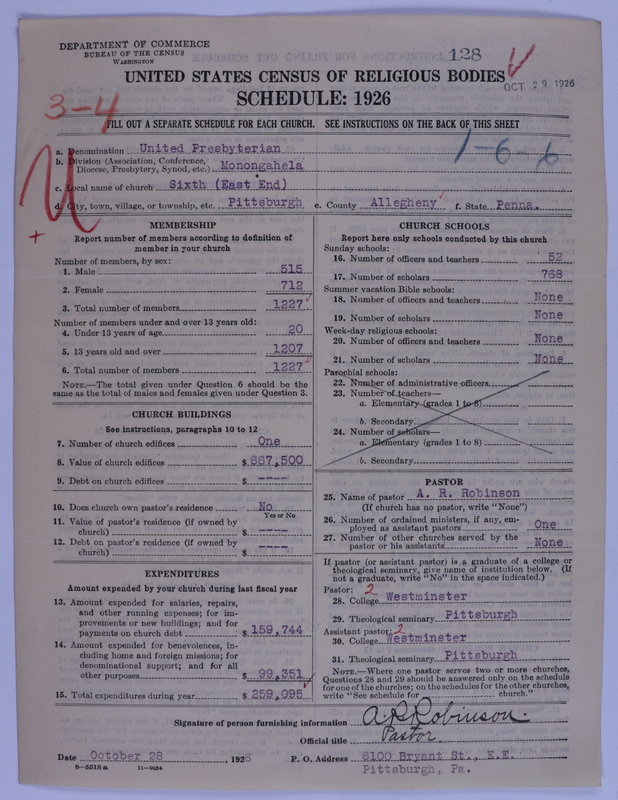 DEPARTMENT OF COMMERCE
BUREAU OF THE CENSUS
WASHINGTON
128
UNITED STATES CENSUS OF RELIGIOUS BODIES
OCT 29 1926
SCHEDULE: 1926
3-4
FILL OUT A SEPARATE SCHEDULE FOR EACH CHURCH. SEE INSTRUCTIONS ON THE BACK OF THIS SHEET
1-6-6
a. Denomination United Presbyterian
b. Division (Association, Conference, Diocese, Presbytery, Synod, etc.) Monongahela
c. Local name of church Sixth (East End)
d. City, town, village, or township, etc. Pittsburgh e. County Allegheny f. State Penna.
MEMBERSHIP
Report number of members according to definition of
member in your church
Number of members, by sex:
1. Male 515
2. Female 712
3. Total number of members 1227
Number of members under and over 13 years old:
4. Under 13 years of age 20
5. 13 years old and over 1207
6. Total number of members 1227
NOTE.—The total given under Question 6 should be the
same as the total of males and females given under Question 3.
CHURCH BUILDINGS
See instructions, paragraphs 10 to 12
7. Number of church edifices One
8. Value of church edifices $ 667,500
9. Debt on church edifices $ ----
10. Does church own pastor's residence No
Yes or No
11. Value of pastor's residence (if owned by
church) $ ----
12. Debt on pastor's residence (if owned by
church) $ ----
EXPENDITURES
Amount expended by your church during last fiscal year
13. Amount expended for salaries, repairs,
and other running expenses; for im-
provements or new buildings; and for
payments on church debt $ 159,744
14. Amount expended for benevolences, in-
cluding home and foreign missions; for
denominational support; and for all
other purposes $ 99,351
15. Total expenditures during year $ 259,095
CHURCH SCHOOLS
Report here only schools conducted by this church
Sunday schools:
16. Number of officers and teachers 52
17. Number of scholars 768
Summer vacation Bible schools:
18. Number of officers and teachers None
19. Number of scholars None
Week-day religious schools:
20. Number of officers and teachers None
21. Number of scholars None
Parochial schools:
22. Number of administrative officers
23. Number of teachers—
a. Elementary (grades 1 to 8)
b. Secondary
24. Number of scholars—
a. Elementary (grades 1 to 8)
b. Secondary
PASTOR
25. Name of pastor A. R. Robinson
(If church has no pastor, write "None")
26. Number of ordained ministers, if any, em-
ployed as assistant pastors One
27. Number of other churches served by the
pastor or his assistants None
If pastor (or assistant pastor) is a graduate of a college or
theological seminary, give name of institution below. (If
not a graduate, write "No" in the space indicated.)
Pastor: 2
28. College Westminster
29. Theological seminary Pittsburgh
Assistant pastor: 2
30. College Westminster
31. Theological seminary Pittsburgh
NOTE.—Where one pastor serves two or more churches,
Questions 28 and 29 should be answered only on the schedule
for one of the churches; on the schedules for the other churches,
write "See schedule for church."
Signature of person furnishing information A R Robinson.
Official title Pastor
Date October 28, 1926 P. O. Address 6100 Bryant St., E.E.
8-5518 a 11-9054 Pittsburgh, Pa.